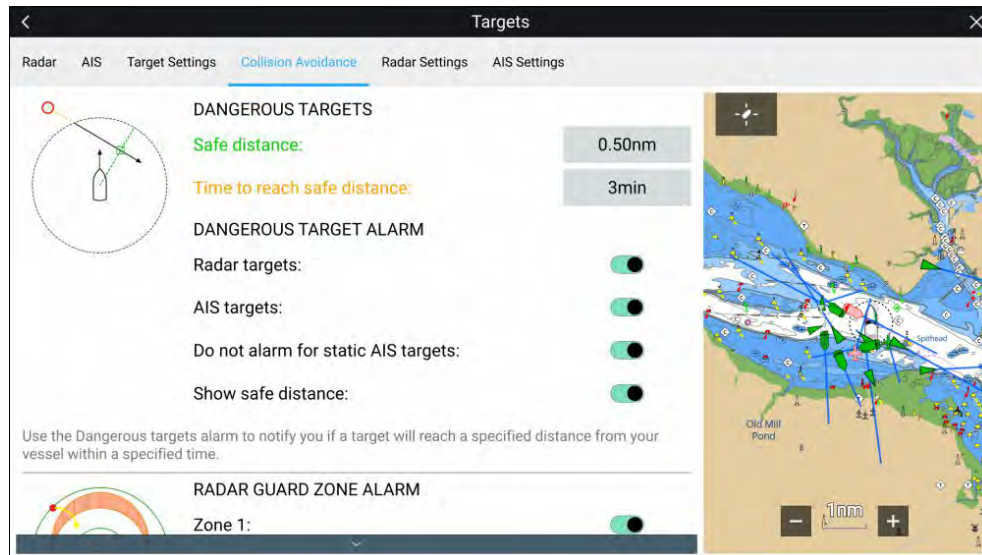 Targets
Radar AIS Target Settings Collision Avoidance Radar Settings AIS Settings
DANGEROUS TARGETS
Safe distance: 0.50nm
Time to reach safe distance: 3min
DANGEROUS TARGET ALARM
Radar targets:
AIS targets:
Do not alarm for static AIS targets:
Show safe distance:
Use the Dangerous targets alarm to notify you if a target will reach a specified distance from your
vessel within a specified time.
RADAR GUARD ZONE ALARM
Zone 1:
Spithead
Old Mill
Pond
1nm